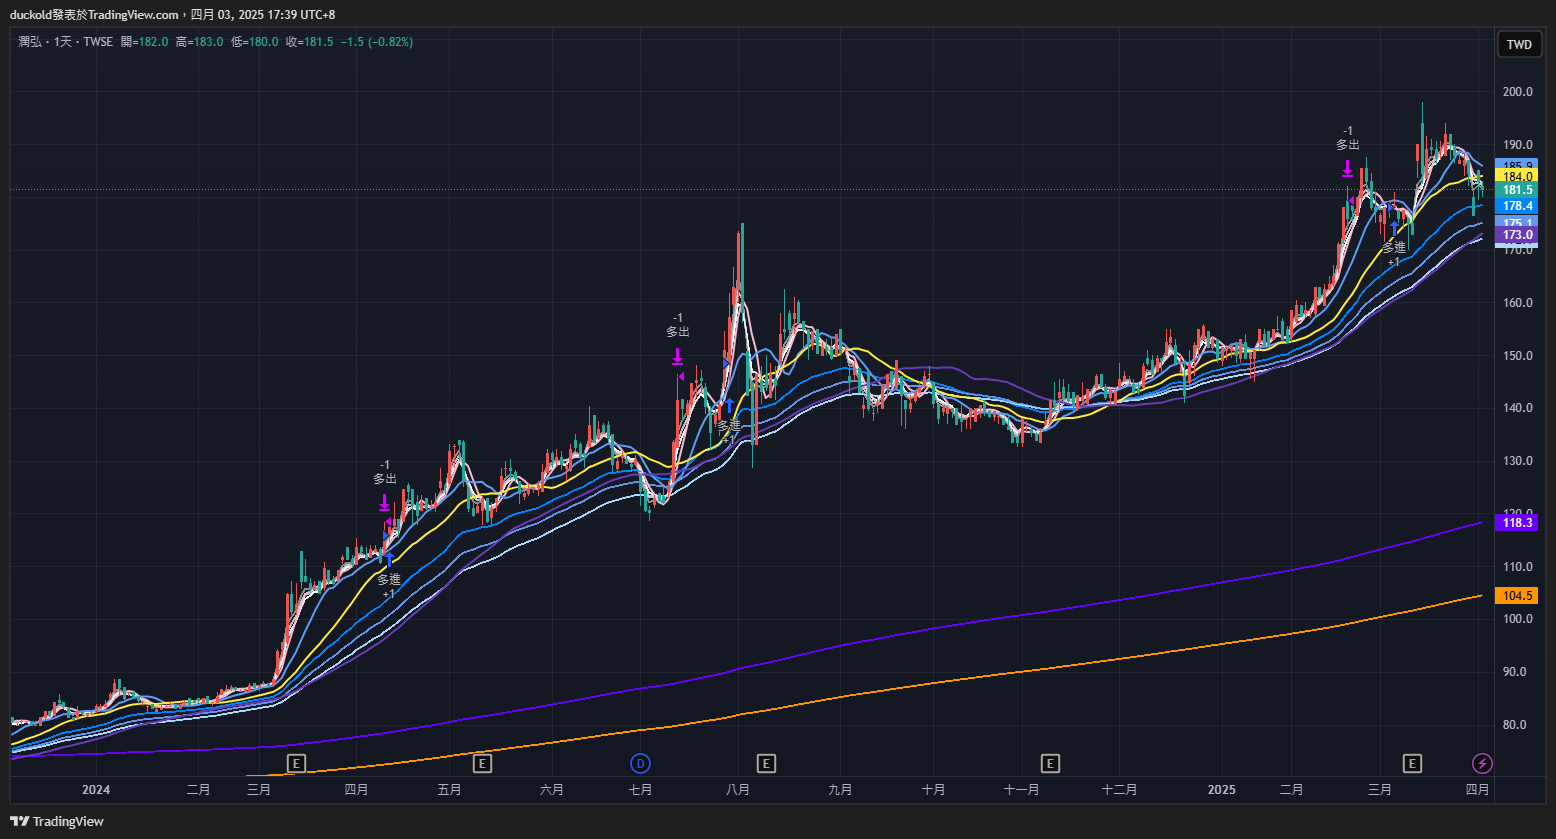 duckold發表於TradingView.com，四月 03, 2025 17:39 UTC+8
潤弘·1天·TWSE 開=182.0 高=183.0 低=180.0 收=181.5 −1.5 (−0.82%)
TWD
200.0
-1
多出
190.0
185.9
184.0
181.5
178.4
175.1
173.0
170.0
多進
+1
160.0
-1
多出
150.0
140.0
多進
+1
130.0
-1
多出
120.0
118.3
110.0
多進
+1
104.5
100.0
90.0
80.0
E E D E E E
2024 二月 三月 四月 五月 六月 七月 八月 九月 十月 十一月 十二月 2025 二月 三月 四月
TradingView